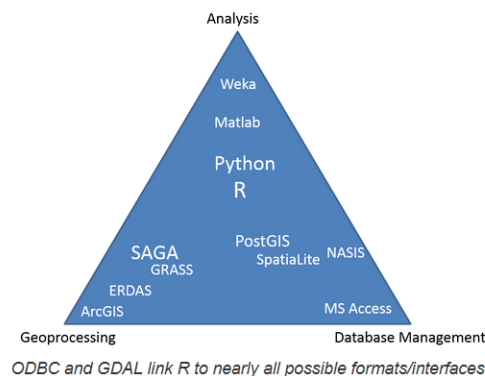 Analysis
Weka
Matlab
Python
R
PostGIS
SpatiaLite
NASIS
SAGA
GRASS
ERDAS
ArcGIS
MS Access
Geoprocessing
Database Management
ODBC and GDAL link R to nearly all possible formats/interfaces